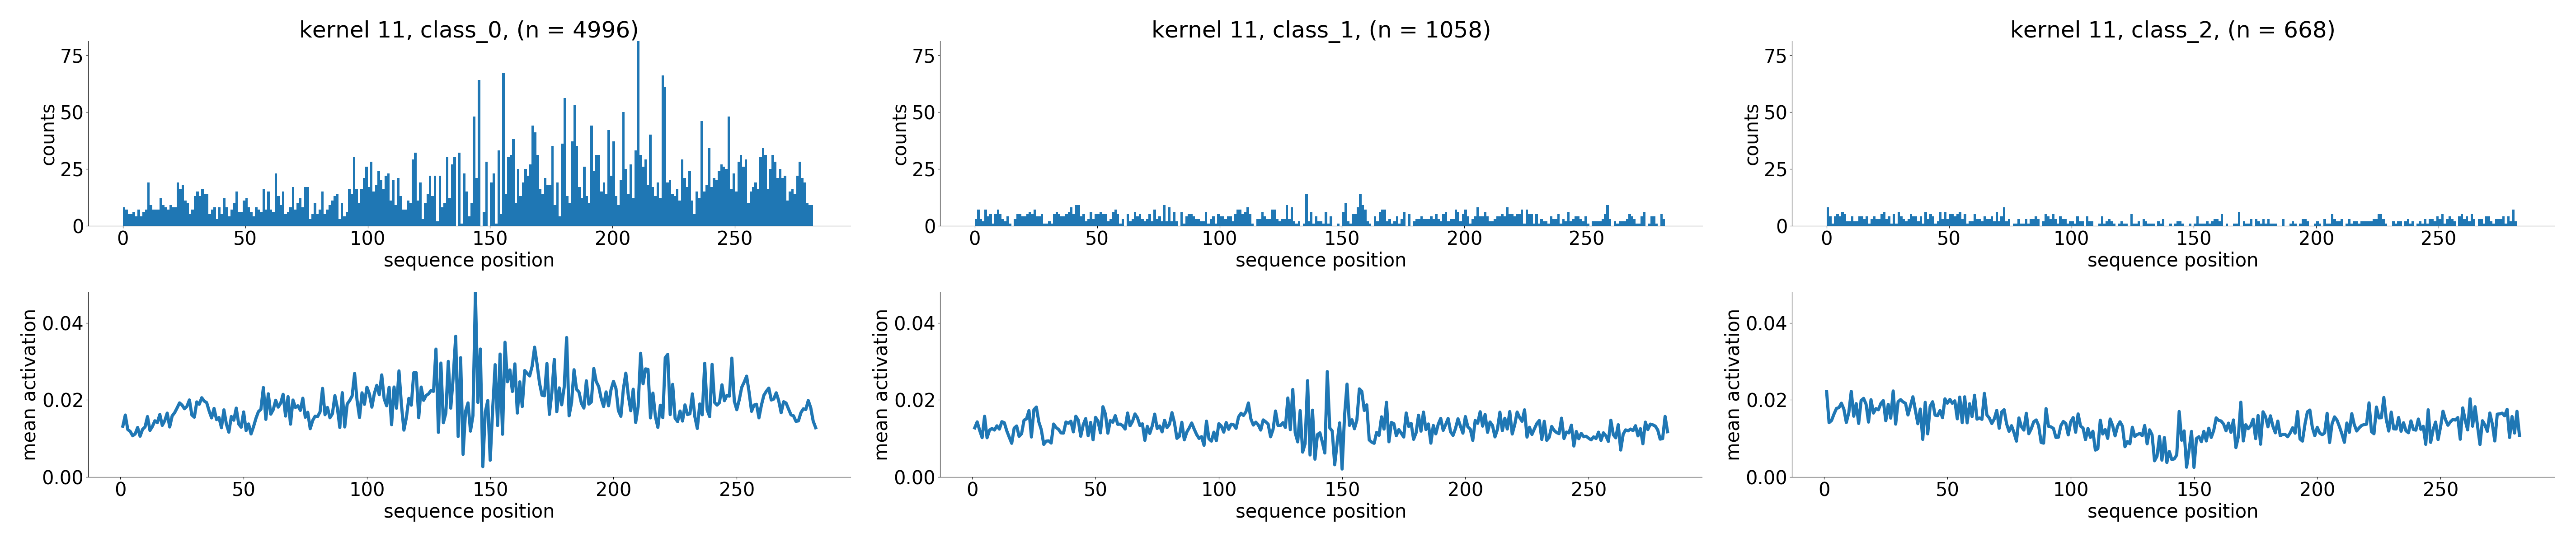 kernel 11, class_0, (n = 4996)
75
50
25
0
counts
0 50 100 150 200 250
sequence position
kernel 11, class_1, (n = 1058)
75
50
25
0
counts
0 50 100 150 200 250
sequence position
kernel 11, class_2, (n = 668)
75
50
25
0
counts
0 50 100 150 200 250
sequence position
0.04
0.02
0.00
mean activation
0 50 100 150 200 250
sequence position
0.04
0.02
0.00
mean activation
0 50 100 150 200 250
sequence position
0.04
0.02
0.00
mean activation
0 50 100 150 200 250
sequence position